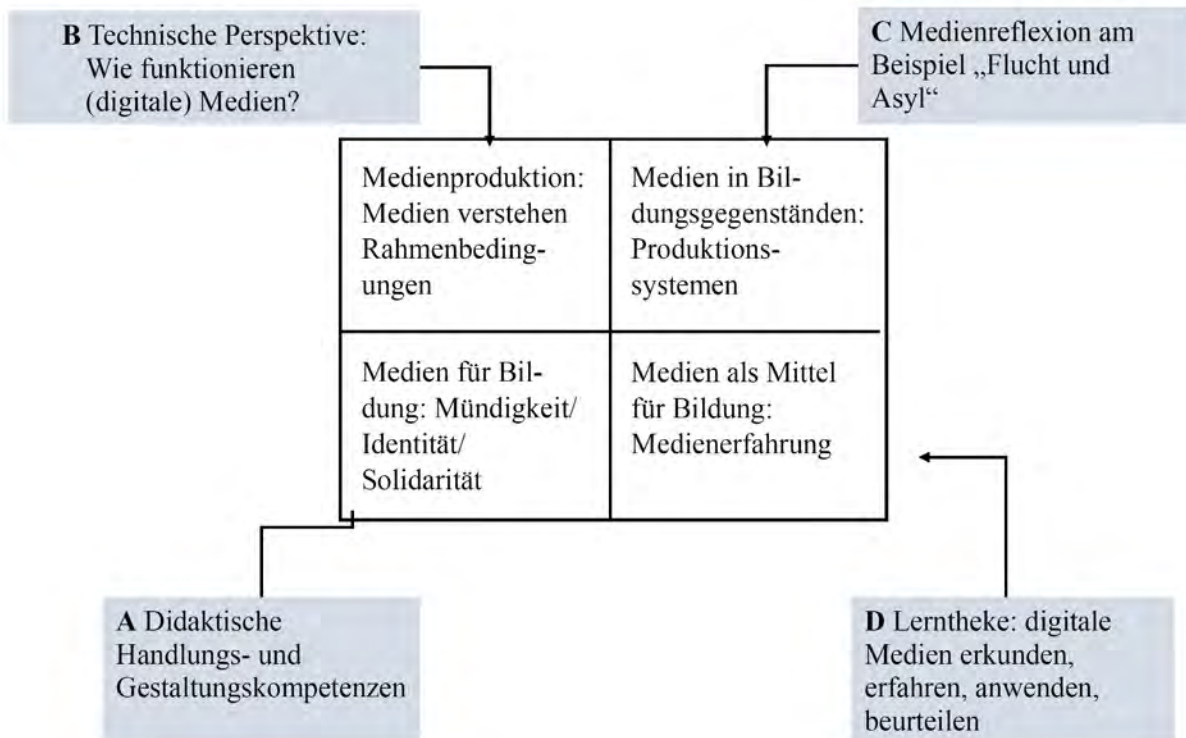 B Technische Perspektive:
Wie funktionieren
(digitale) Medien?
C Medienreflexion am
Beispiel „Flucht und
Asyl“
Medienproduktion:
Medien verstehen
Rahmenbeding-
ungen
Medien in Bil-
dungsgegenständen:
Produktions-
systemen
Medien für Bil-
dung: Mündigkeit/
Identität/
Solidarität
Medien als Mittel
für Bildung:
Medienerfahrung
A Didaktische
Handlungs- und
Gestaltungskompetenzen
D Lerntheke: digitale
Medien erkunden,
erfahren, anwenden,
beurteilen